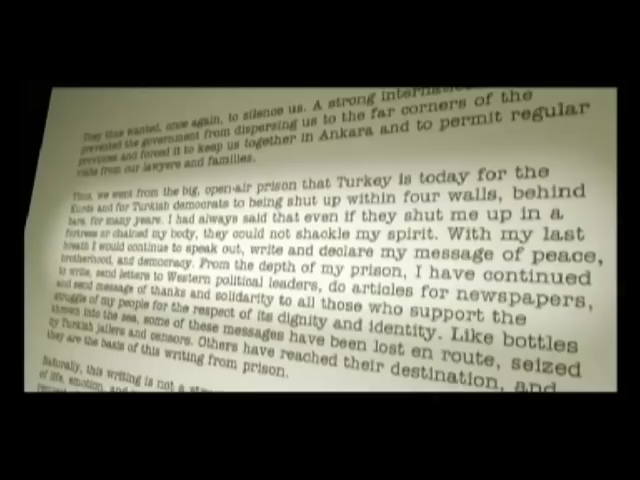 They thus wanted, once again, to silence us. A strong
prevented the government from dispersing us to the far corners of the
provinces and forced it to keep us together in Ankara and to permit regular
visits from our lawyers and families.
Thus, we went from the big, open-air prison that Turkey is today for the
Kurds and for Turkish democrats to being shut up within four walls, behind
bars, for many years. I had always said that even if they shut me up in a
fortress or chained my body, they could not shackle my spirit. With my last
breath I would continue to speak out, write and declare my message of peace,
brotherhood, and democracy. From the depth of my prison, I have continued
to write, send letters to Western political leaders, do articles for newspapers,
and send message of thanks and solidarity to all those who support the
struggle of my people for the respect of its dignity and identity. Like bottles
thrown into the sea, some of these messages have been lost en route, seized
by Turkish jailers and censors. Others have reached their destination, and
they are the basis of this writing from prison.
Naturally, this writing is not a
of life, emotion, and